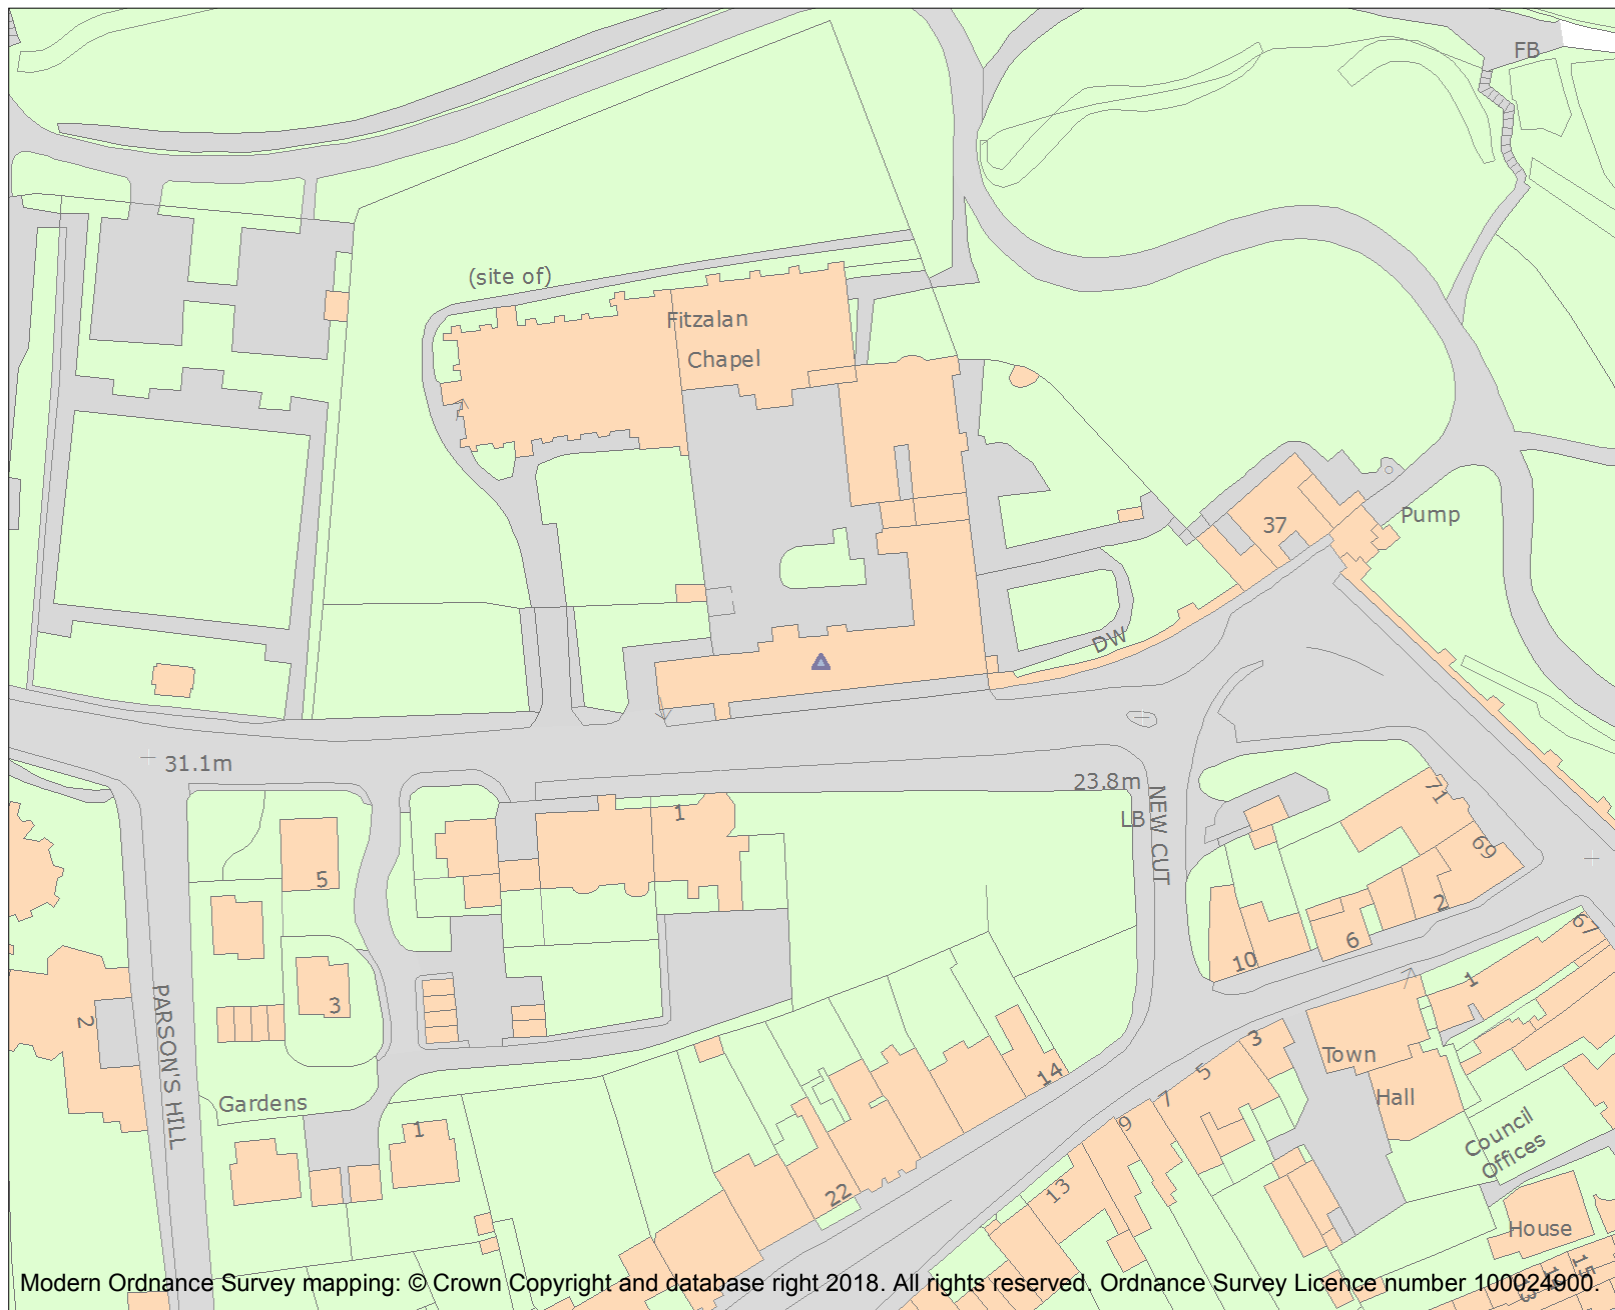 FB
(site of)
Fitzalan
Chapel
37
Pump
DW
31.1m
23.8m
LB
NEW CUT
1
71
69
5
2
6
10
67
1
3
2
PARSON'S HILL
Gardens
1
14
22
3
5
7
9
13
Town
Hall
Council
Offices
House
15
Modern Ordnance Survey mapping: © Crown Copyright and database right 2018. All rights reserved. Ordnance Survey Licence number 100024900.